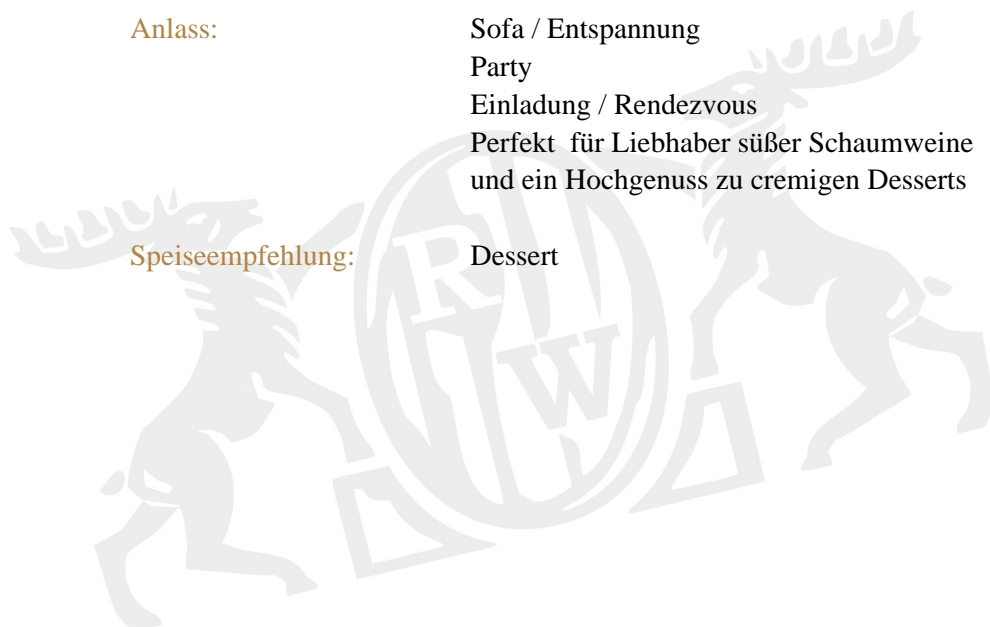 Anlass: Sofa / Entspannung
Party
Einladung / Rendezvous
Perfekt für Liebhaber süßer Schaumweine
und ein Hochgenuss zu cremigen Desserts
Speiseempfehlung: Dessert
R
W